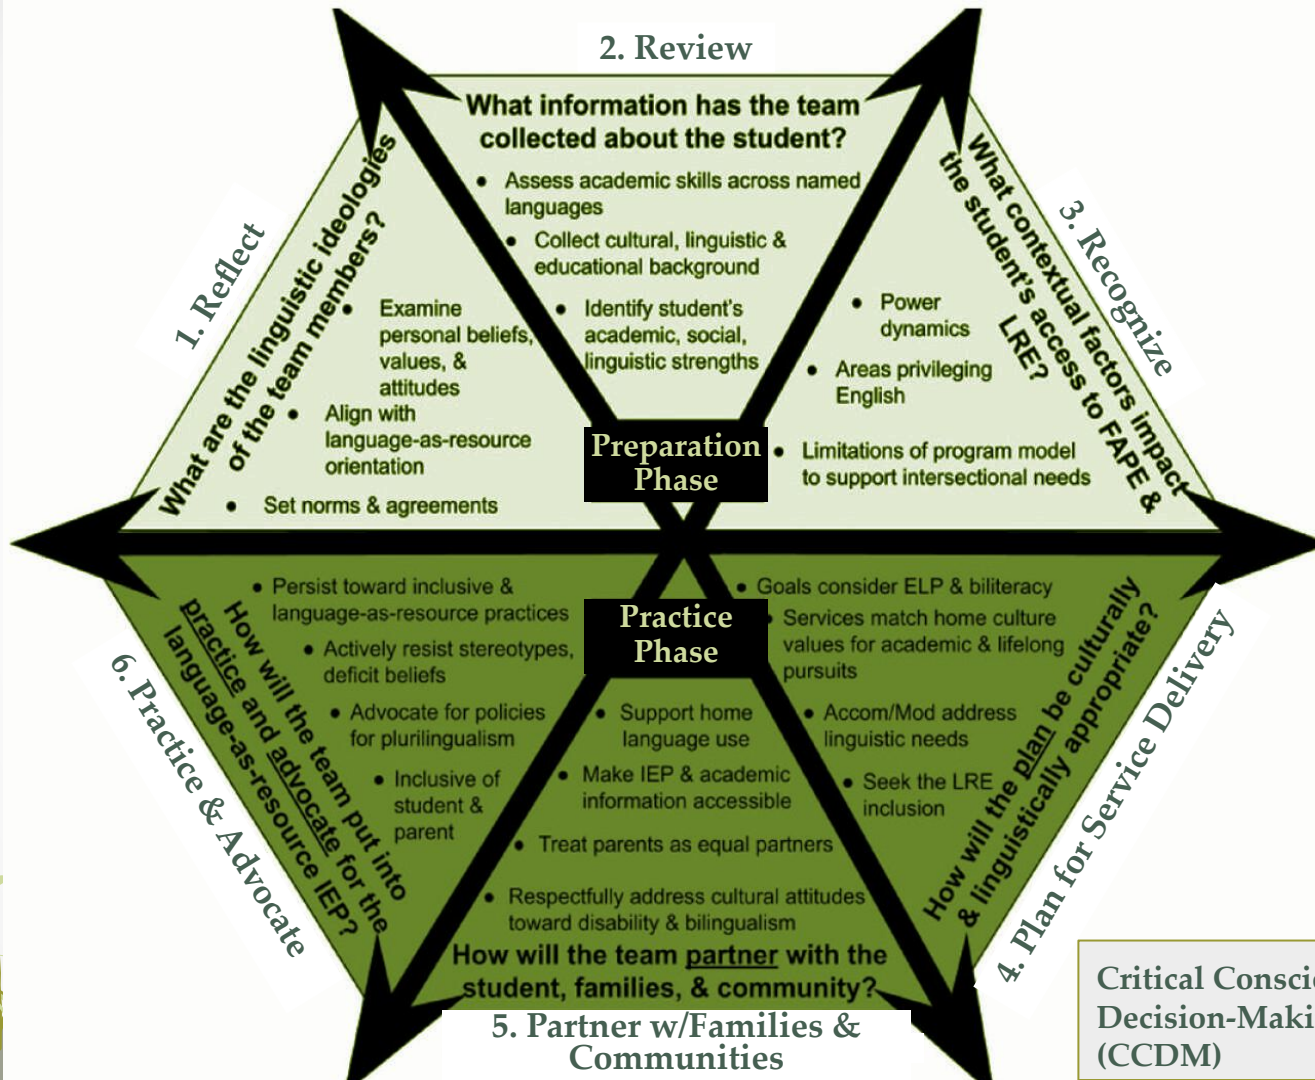 2. Review
What information has the team
collected about the student?
• Assess academic skills across named
languages
• Collect cultural, linguistic &
educational background
• Identify student's
academic, social,
linguistic strengths
1. Reflect
What are the linguistic ideologies
of the team members?
• Examine
personal beliefs,
values, &
attitudes
• Align with
language-as-resource
orientation
• Set norms & agreements
3. Recognize
What contextual factors impact
the student's access to FAPE &
LRE?
• Power
dynamics
• Areas privileging
English
• Limitations of program model
to support intersectional needs
Preparation
Phase
Practice
Phase
• Goals consider ELP & biliteracy
• Services match home culture
values for academic & lifelong
pursuits
• Accom/Mod address
linguistic needs
• Seek the LRE
inclusion
How will the plan be culturally
& linguistically appropriate?
4. Plan for Service Delivery
• Support home
language use
• Make IEP & academic
information accessible
• Treat parents as equal partners
• Respectfully address cultural attitudes
toward disability & bilingualism
How will the team partner with the
student, families, & community?
5. Partner w/Families &
Communities
• Persist toward inclusive &
language-as-resource practices
• Actively resist stereotypes,
deficit beliefs
• Advocate for policies
for plurilingualism
• Inclusive of
student &
parent
How will the team put into
practice and advocate for the
language-as-resource IEP?
6. Practice & Advocate
Critical
Decision-Maki
(CCDM)